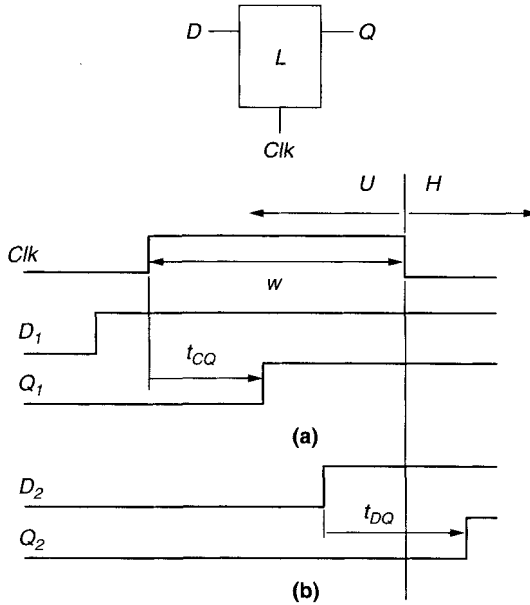 D L Q
Clk
U H
Clk
w
D1
tCQ
Q1
(a)
D2
tDQ
Q2
(b)